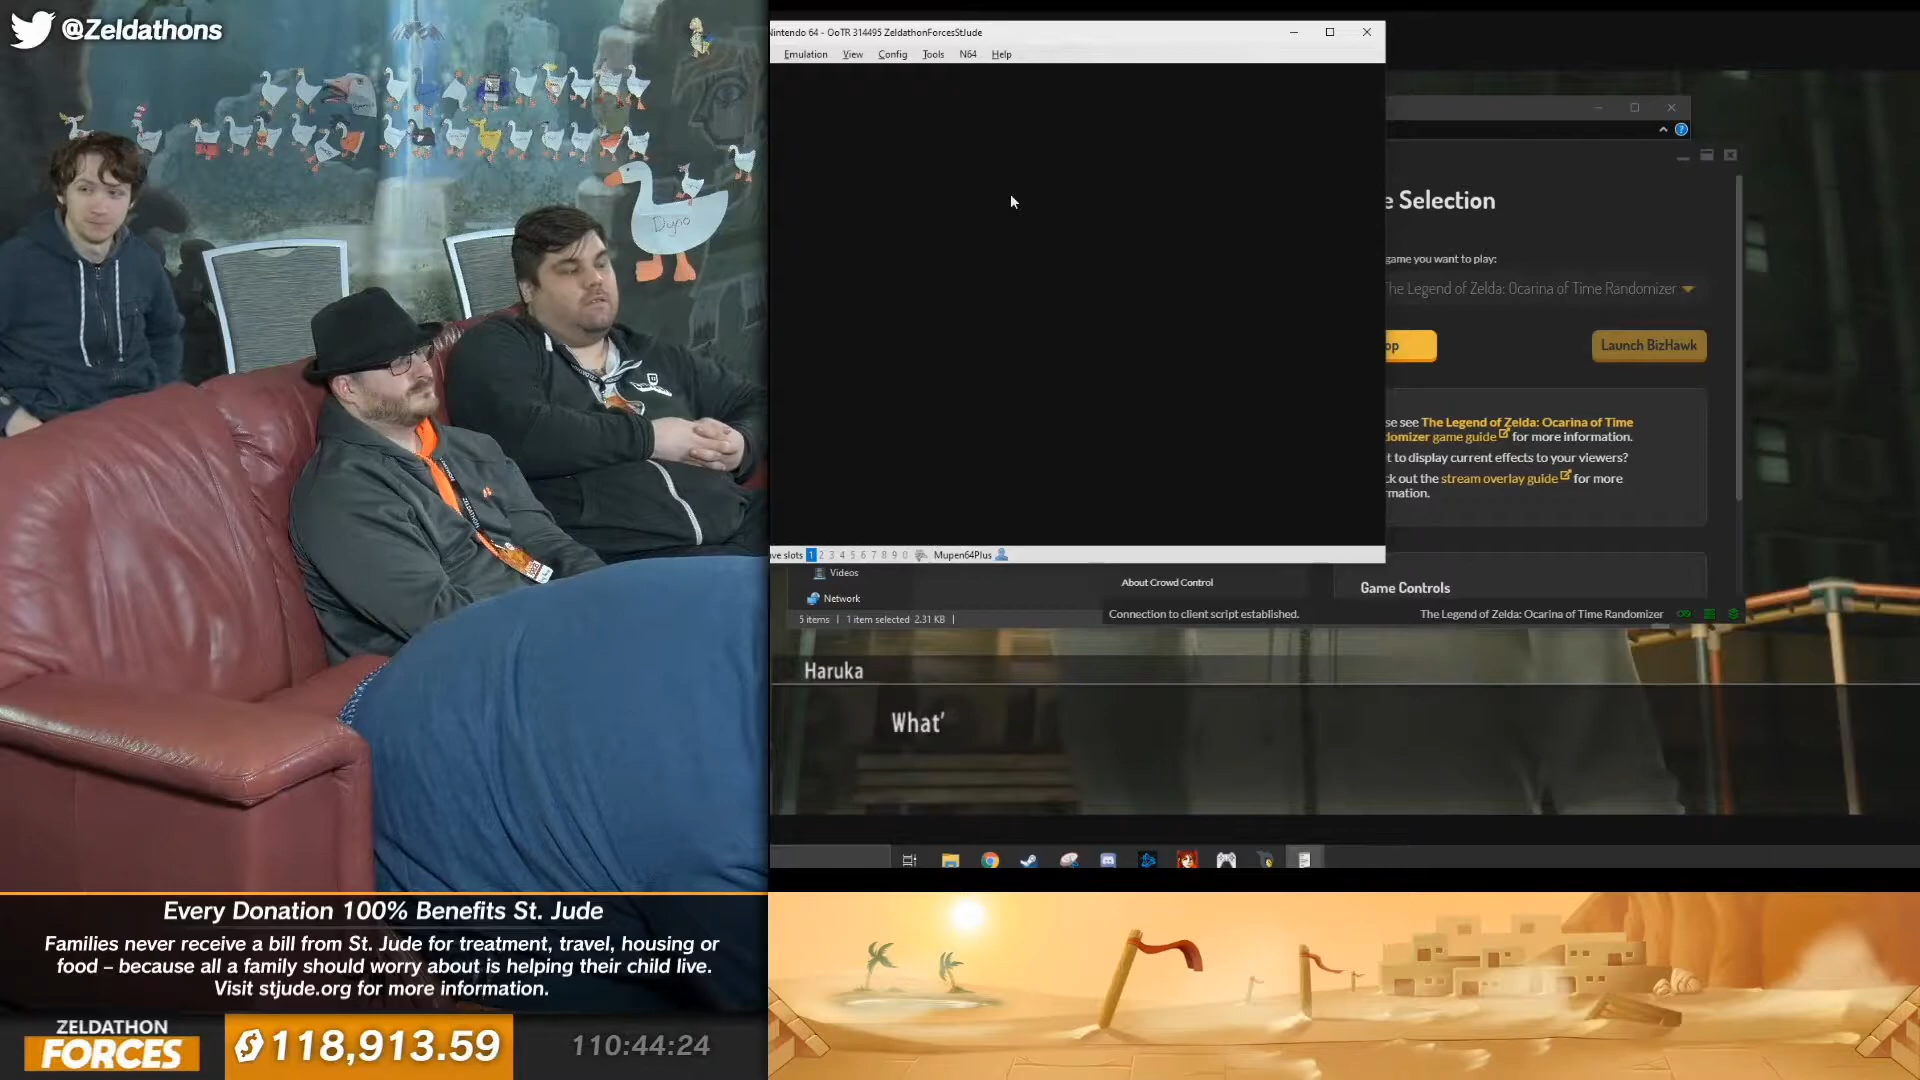 @Zeldathons
Nintendo 64 - OoTR 314495 ZeldathonForcesStJude
Emulation View Config Tools N64 Help
e Selection
game you want to play:
The Legend of Zelda: Ocarina of Time Randomizer
op
Launch BizHawk
se see The Legend of Zelda: Ocarina of Time
domizer game guide for more information.
t to display current effects to your viewers?
ck out the stream overlay guide for more
rmation.
Dyno
ve slots 1 2 3 4 5 6 7 8 9 0 Mupen64Plus
Videos
Network
About Crowd Control
Game Controls
5 items | 1 item selected 2.31 KB |
Connection to client script established.
The Legend of Zelda: Ocarina of Time Randomizer
Haruka
What'
Every Donation 100% Benefits St. Jude
Families never receive a bill from St. Jude for treatment, travel, housing or
food – because all a family should worry about is helping their child live.
Visit stjude.org for more information.
ZELDATHON
FORCES
$118,913.59
110:44:24